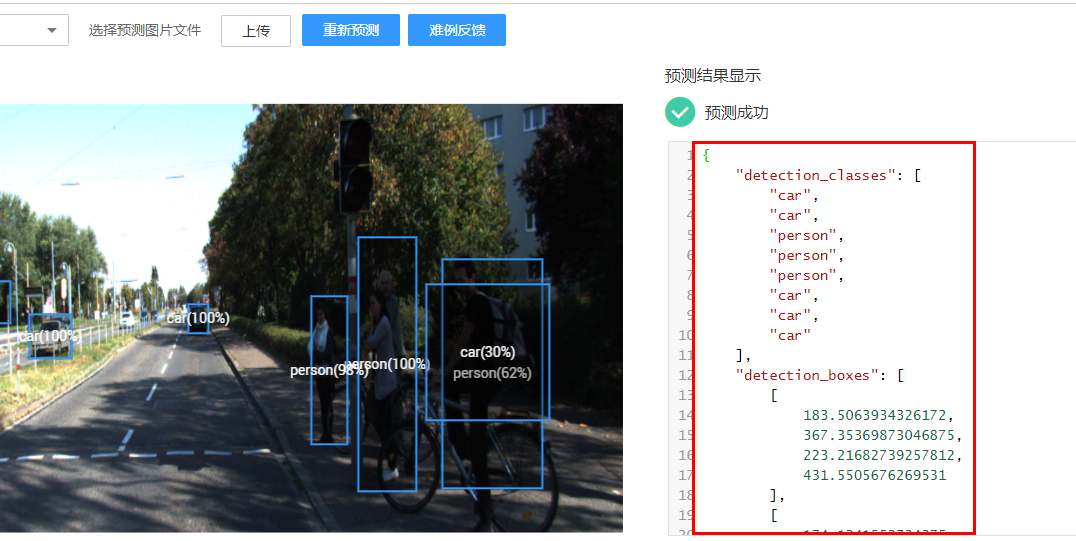 选择预测图片文件 上传 重新预测 难例反馈
预测结果显示
预测成功
car(100%)
car(100%)
person(98%)
person(100%)
car(30%)
person(62%)
1 {
2 "detection_classes": [
3 "car",
4 "car",
5 "person",
6 "person",
7 "person",
8 "car",
9 "car",
10 "car"
11 ],
12 "detection_boxes": [
13 [
14 183.5063934326172,
15 367.35369873046875,
16 223.21682739257812,
17 431.5505676269531
18 ],
19 [